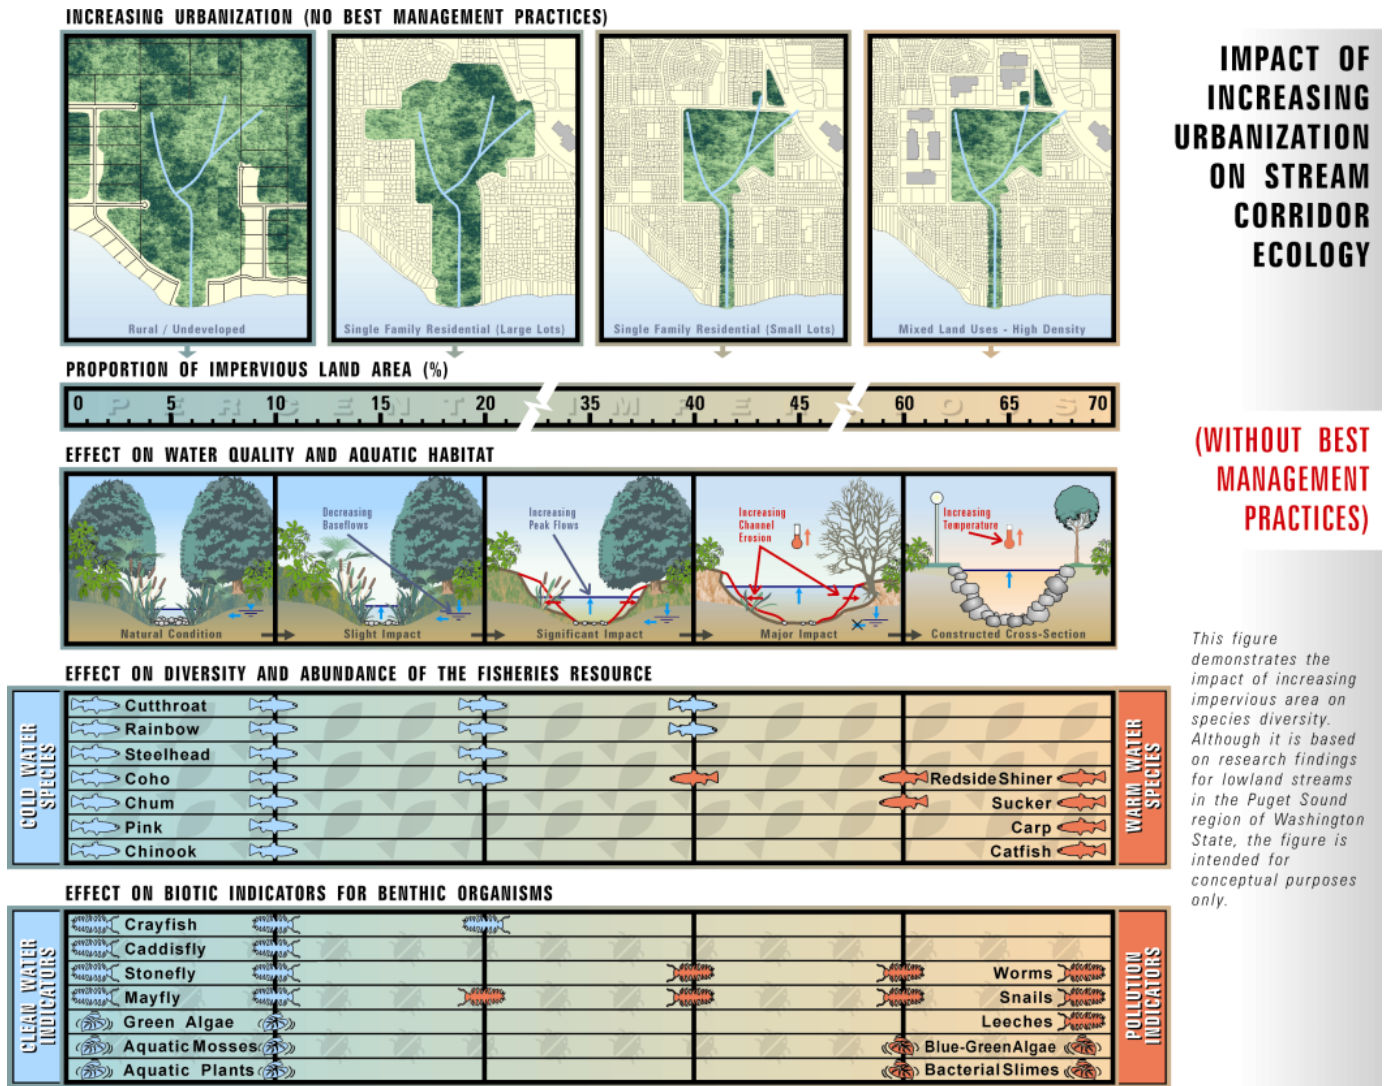 INCREASING URBANIZATION (NO BEST MANAGEMENT PRACTICES)
Rural / Undeveloped
Single Family Residential (Large Lots)
Single Family Residential (Small Lots)
Mixed Land Uses - High Density
IMPACT OF
INCREASING
URBANIZATION
ON STREAM
CORRIDOR
ECOLOGY
PROPORTION OF IMPERVIOUS LAND AREA (%)
0 5 10 15 20 35 40 45 60 65 70
PERCENT IMPERVIOUS
(WITHOUT BEST
MANAGEMENT
PRACTICES)
EFFECT ON WATER QUALITY AND AQUATIC HABITAT
Natural Condition
Decreasing
Baseflows
Slight Impact
Increasing
Peak Flows
Significant Impact
Increasing
Channel
Erosion
Major Impact
Increasing
Temperature
Constructed Cross-Section
This figure
demonstrates the
impact of increasing
impervious area on
species diversity.
Although it is based
on research findings
for lowland streams
in the Puget Sound
region of Washington
State, the figure is
intended for
conceptual purposes
only.
EFFECT ON DIVERSITY AND ABUNDANCE OF THE FISHERIES RESOURCE
COLD WATER
SPECIES
Cutthroat
Rainbow
Steelhead
Coho
Chum
Pink
Chinook
Redside Shiner
Sucker
Carp
Catfish
WARM WATER
SPECIES
EFFECT ON BIOTIC INDICATORS FOR BENTHIC ORGANISMS
CLEAN WATER
INDICATORS
Crayfish
Caddisfly
Stonefly
Mayfly
Green Algae
Aquatic Mosses
Aquatic Plants
Worms
Snails
Leeches
Blue-Green Algae
Bacterial Slimes
POLLUTION
INDICATORS